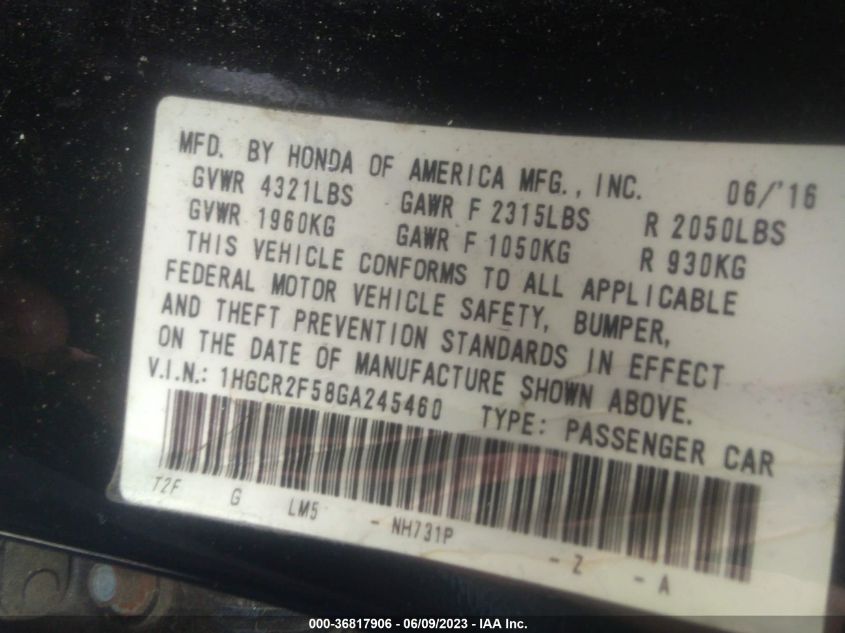 MFD. BY HONDA OF AMERICA MFG., INC. 06/'16
GVWR 4321LBS GAWR F 2315LBS R 2050LBS
GVWR 1960KG GAWR F 1050KG R 930KG
THIS VEHICLE CONFORMS TO ALL APPLICABLE
FEDERAL MOTOR VEHICLE SAFETY, BUMPER,
AND THEFT PREVENTION STANDARDS IN EFFECT
ON THE DATE OF MANUFACTURE SHOWN ABOVE.
V.I.N.: 1HGCR2F58GA245460 TYPE: PASSENGER CAR
T2F G LM5 - NH731P - Z - A
000-36817906 - 06/09/2023 - IAA Inc.